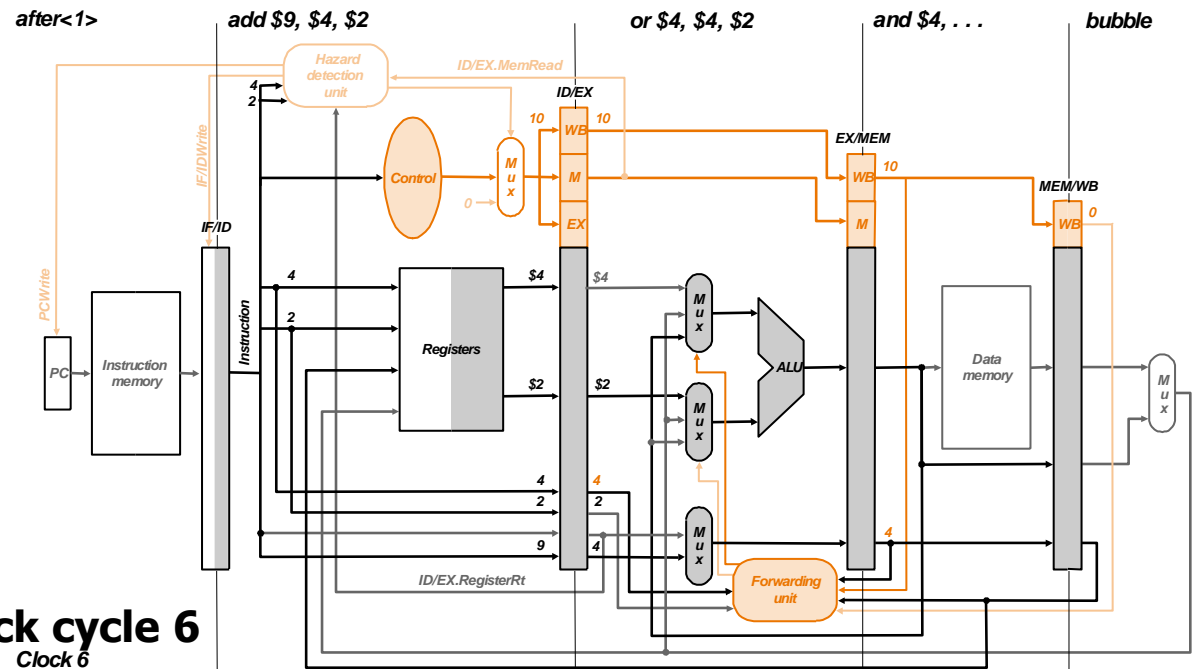 after<1>
add $9, $4, $2
or $4, $4, $2
and $4, . . .
bubble
Hazard
detection
unit
4
2
ID/EX.MemRead
ID/EX
10
WB
10
EX/MEM
M
u
x
Control
M
WB
10
MEM/WB
0
EX
M
WB
0
IF/IDWrite
PCWrite
IF/ID
4
$4
$4
M
u
x
2
Instruction
Registers
PC
Instruction
memory
ALU
Data
memory
M
u
x
$2
$2
M
u
x
4
4
2
2
9
4
M
u
x
4
ID/EX.RegisterRt
Forwarding
unit
ck cycle 6
Clock 6